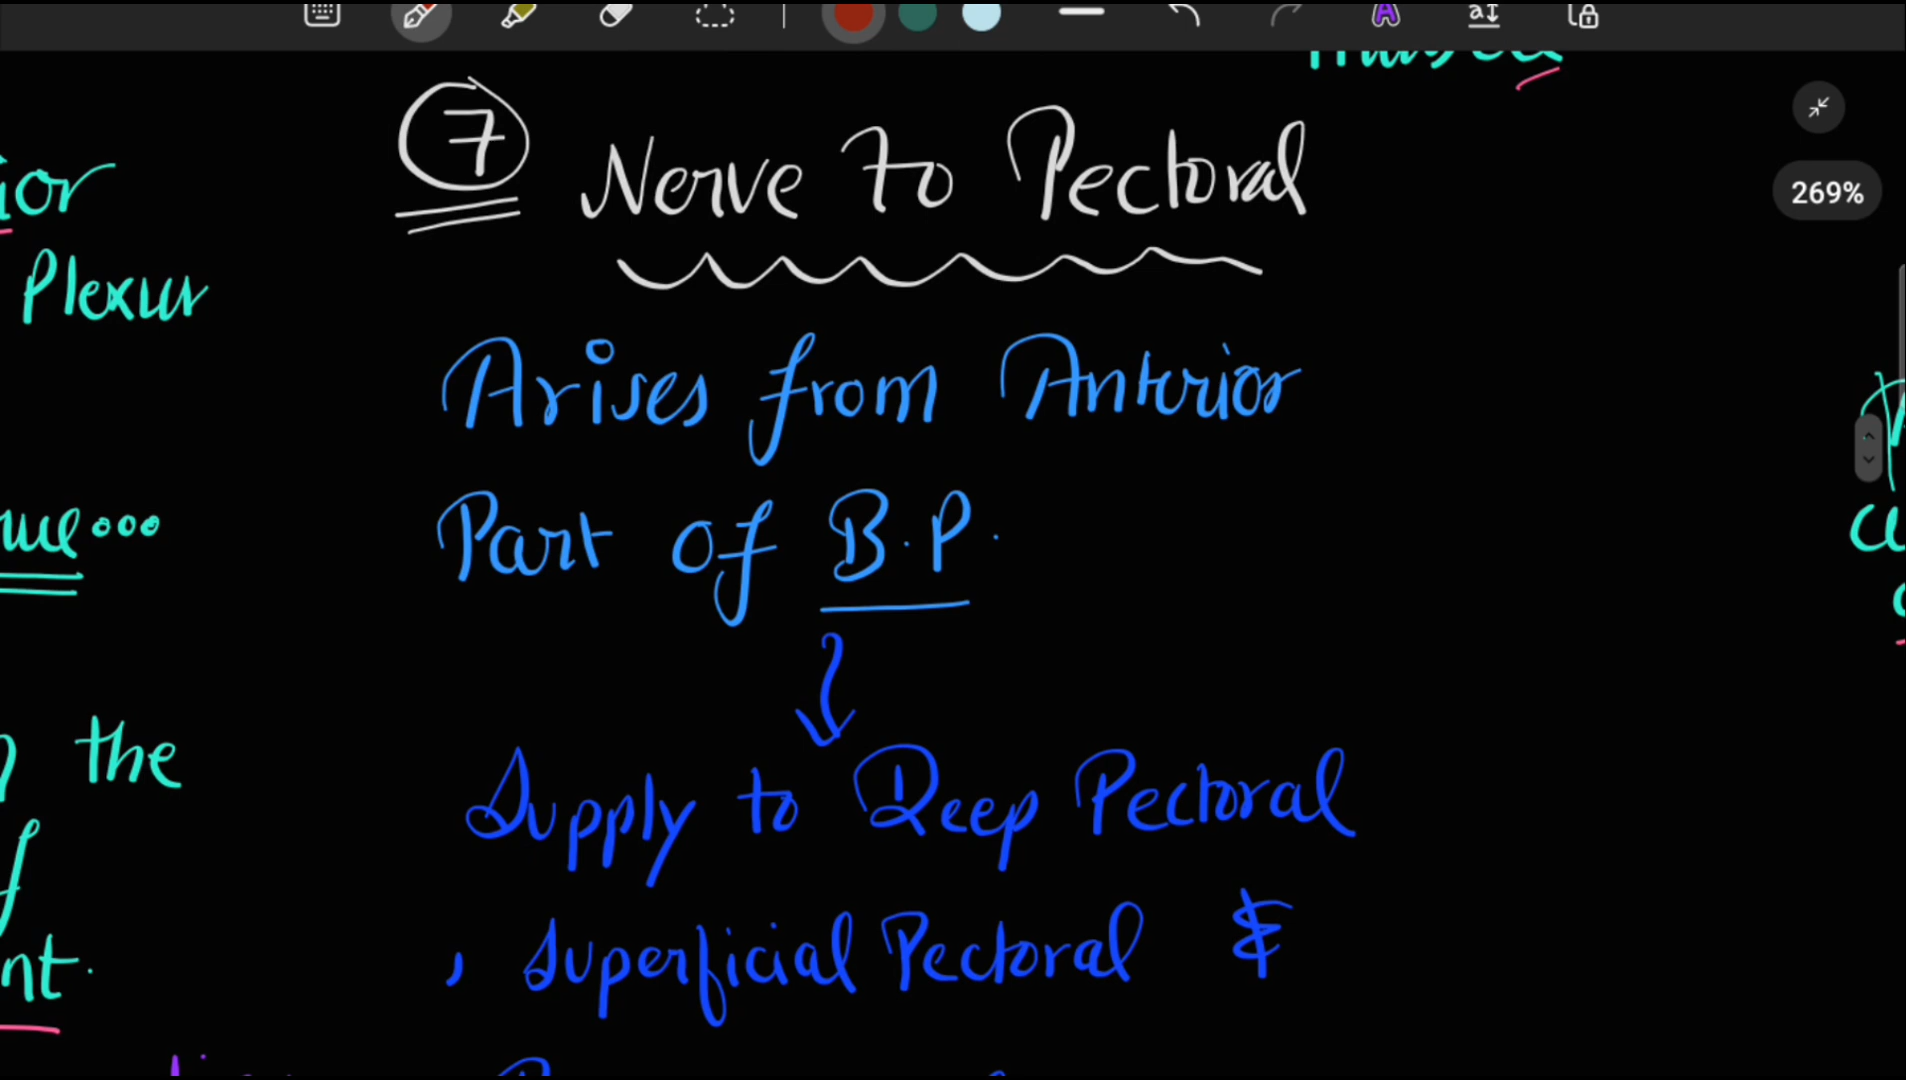 269%
⑦ Nerve To Pectoral
ior
Plexus
Arises from Anterior
Part of B.P.
Supply to Deep Pectoral
the
, Superficial Pectoral &
nt.